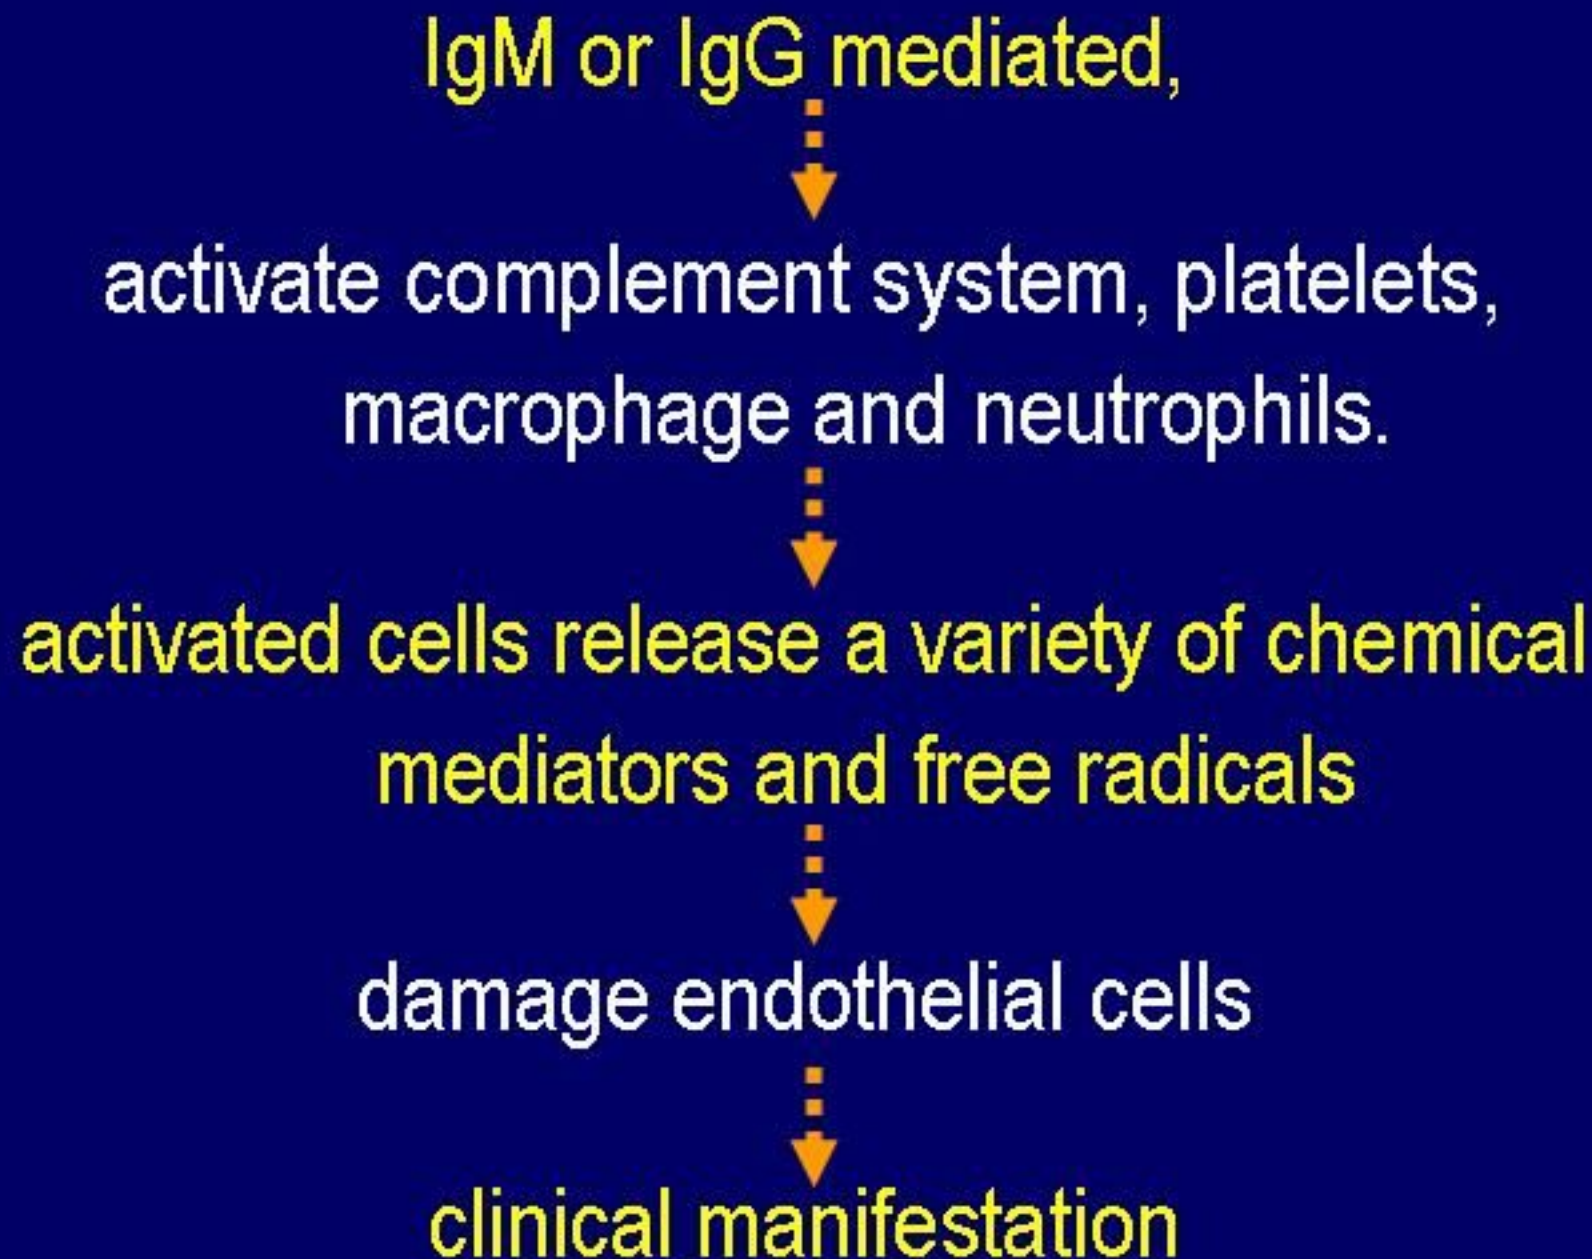 IgM or IgG mediated,
activate complement system, platelets,
macrophage and neutrophils.
activated cells release a variety of chemical
mediators and free radicals
damage endothelial cells
clinical manifestation